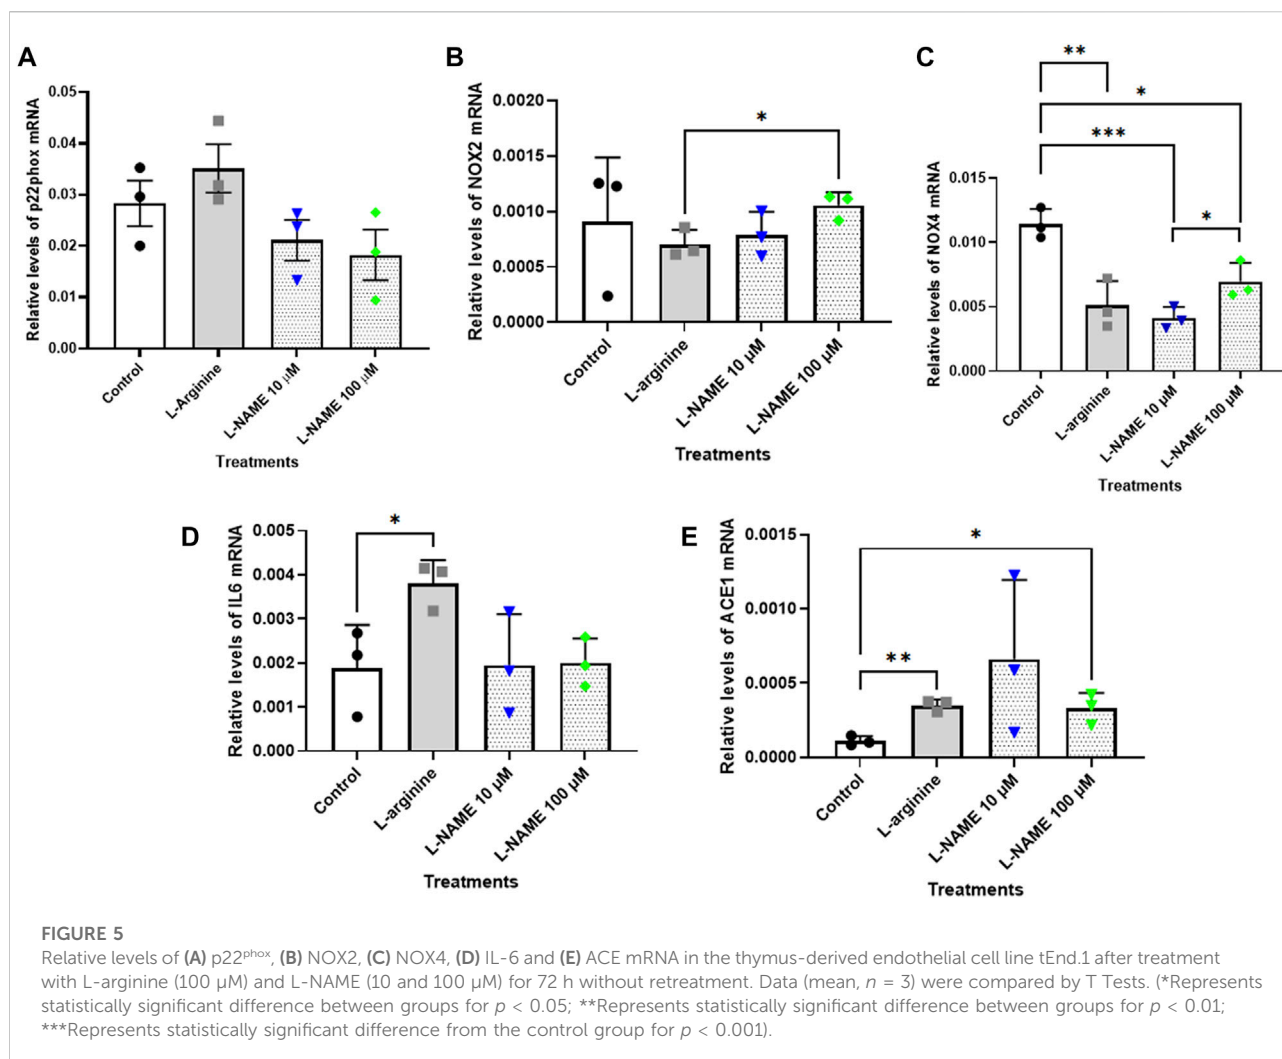 A
Relative levels of p22phox mRNA
0.05
0.04
0.03
0.02
0.01
0.00
Control
L-Arginine
L-NAME 10 µM
L-NAME 100 µM
Treatments
B
Relative levels of NOX2 mRNA
0.0020
0.0015
0.0010
0.0005
0.0000
*
Control
L-arginine
L-NAME 10 µM
L-NAME 100 µM
Treatments
C
Relative levels of NOX4 mRNA
0.015
0.010
0.005
0.000
**
*
***
*
Control
L-arginine
L-NAME 10 µM
L-NAME 100 µM
Treatments
D
Relative levels of IL6 mRNA
0.005
0.004
0.003
0.002
0.001
0.000
*
Control
L-arginine
L-NAME 10 µM
L-NAME 100 µM
Treatments
E
Relative levels of ACE1 mRNA
0.0015
0.0010
0.0005
0.0000
*
**
Control
L-arginine
L-NAME 10 µM
L-NAME 100 µM
Treatments
FIGURE 5
Relative levels of (A) p22phox, (B) NOX2, (C) NOX4, (D) IL-6 and (E) ACE mRNA in the thymus-derived endothelial cell line tEnd.1 after treatment
with L-arginine (100 µM) and L-NAME (10 and 100 µM) for 72 h without retreatment. Data (mean, n = 3) were compared by T Tests. (*Represents
statistically significant difference between groups for p < 0.05; **Represents statistically significant difference between groups for p < 0.01;
***Represents statistically significant difference from the control group for p < 0.001).